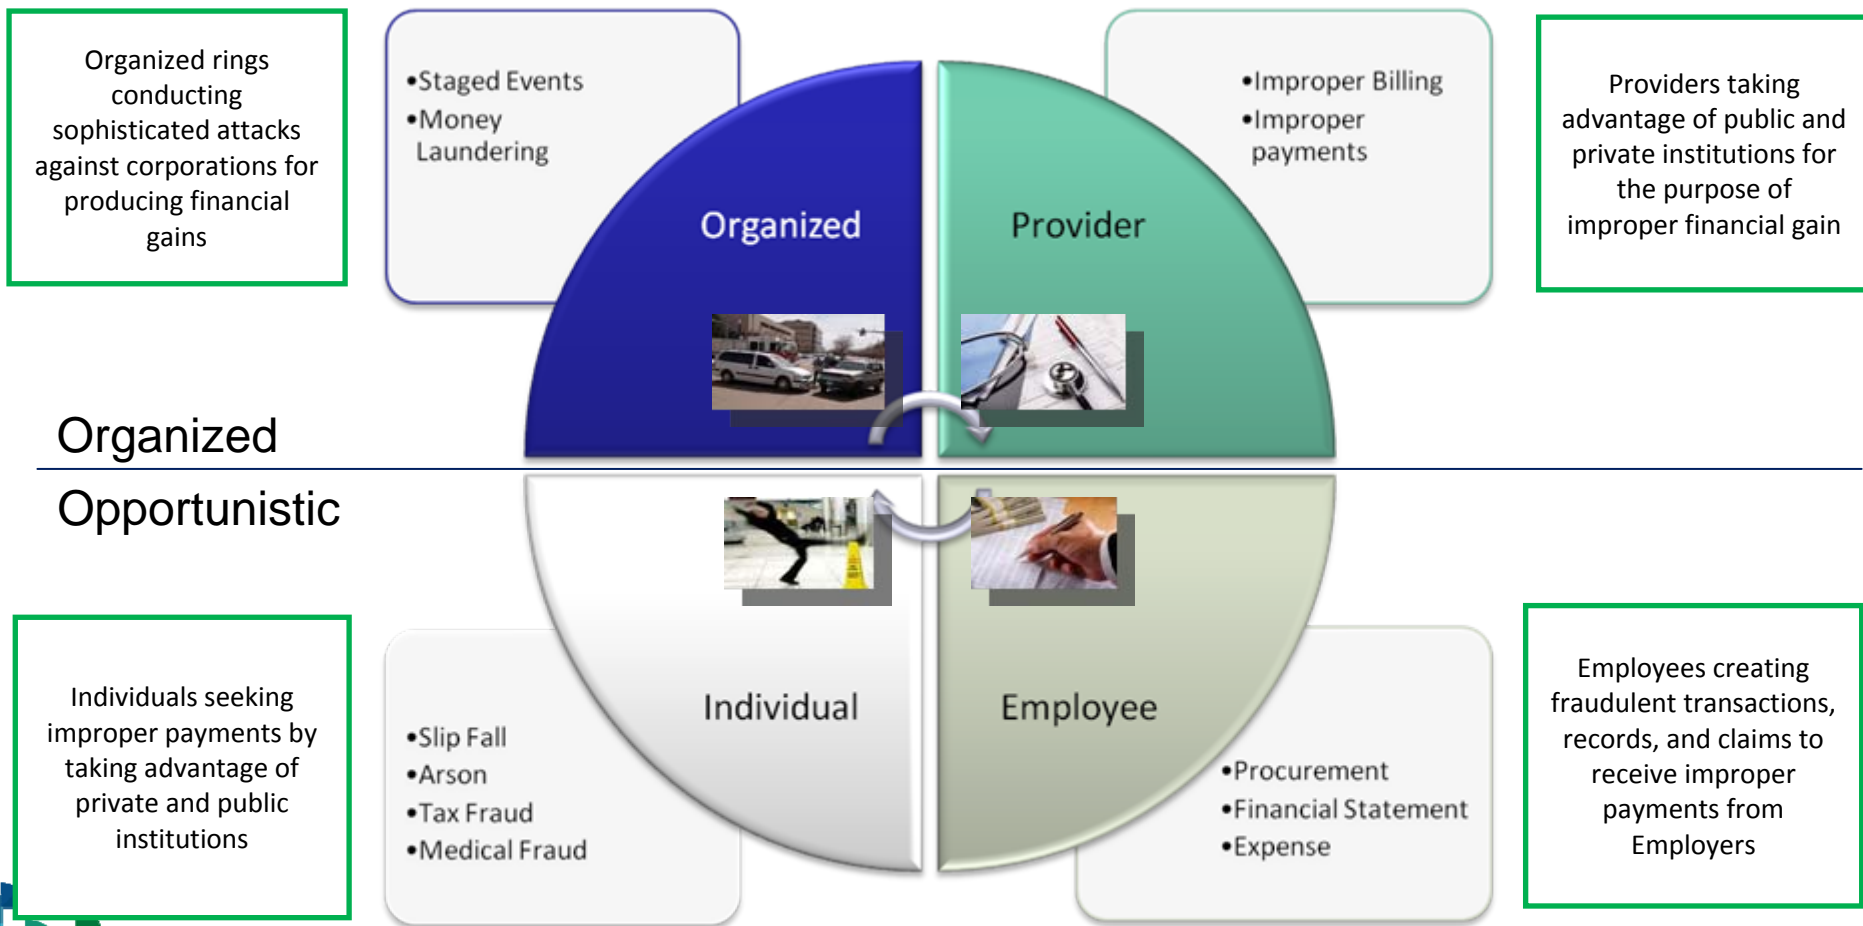 Organized rings
conducting
sophisticated attacks
against corporations for
producing financial
gains
•Staged Events
•Money
Laundering
Organized
Provider
•Improper Billing
•Improper
payments
Providers taking
advantage of public and
private institutions for
the purpose of
improper financial gain
Organized
Opportunistic
Individuals seeking
improper payments by
taking advantage of
private and public
institutions
•Slip Fall
•Arson
•Tax Fraud
•Medical Fraud
Individual
Employee
•Procurement
•Financial Statement
•Expense
Employees creating
fraudulent transactions,
records, and claims to
receive improper
payments from
Employers